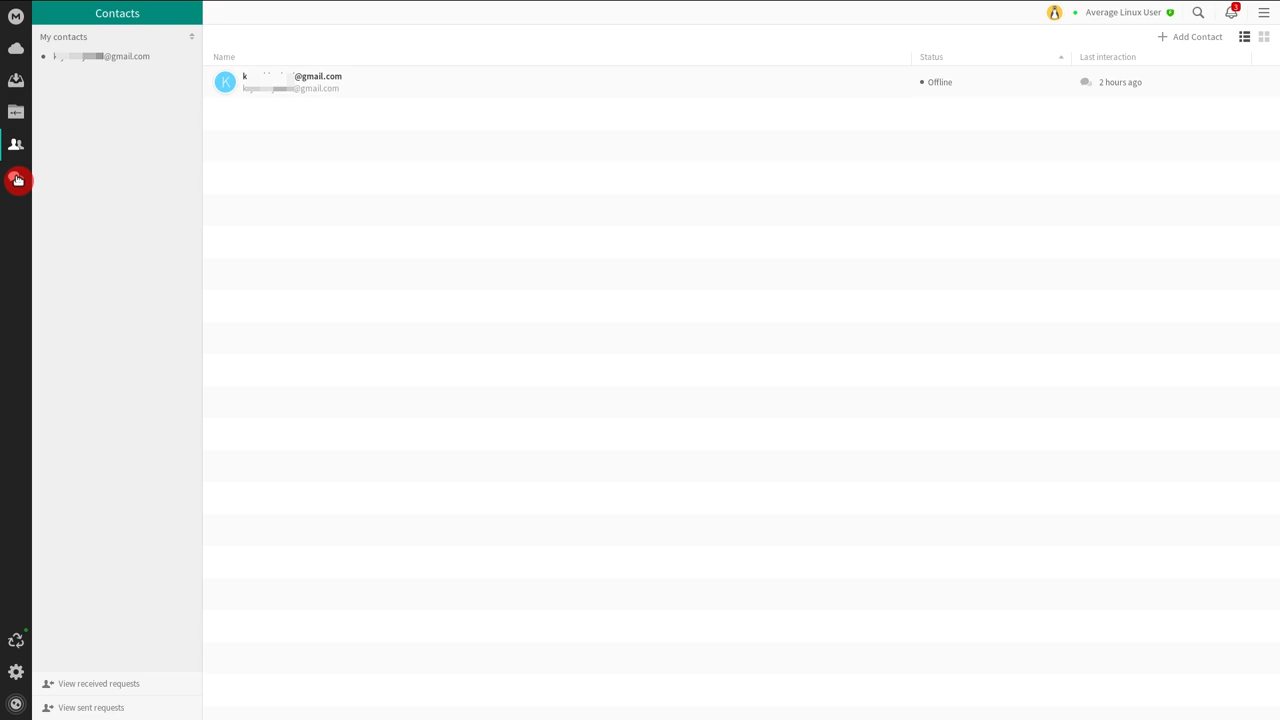 Contacts
Average Linux User
3
My contacts
Add Contact
@gmail.com
Name
Status
Last interaction
k @gmail.com
@gmail.com
K
Offline
2 hours ago
View received requests
View sent requests